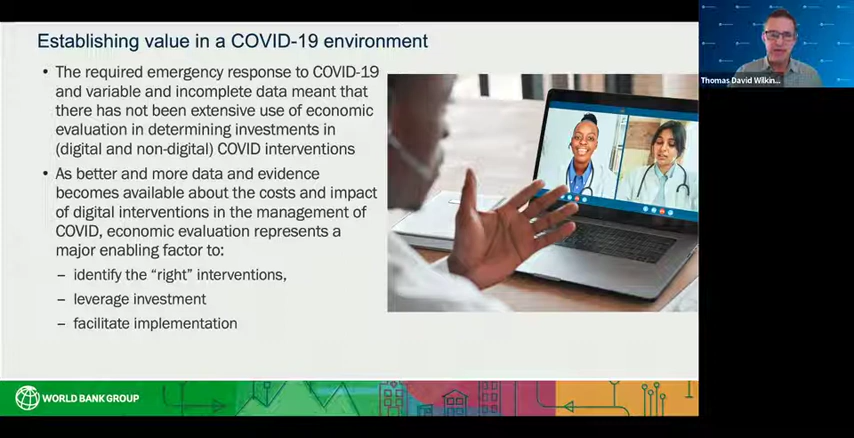 Establishing value in a COVID-19 environment
• The required emergency response to COVID-19
and variable and incomplete data meant that
there has not been extensive use of economic
evaluation in determining investments in
(digital and non-digital) COVID interventions
• As better and more data and evidence
becomes available about the costs and impact
of digital interventions in the management of
COVID, economic evaluation represents a
major enabling factor to:
– identify the “right” interventions,
– leverage investment
– facilitate implementation
WORLD BANK GROUP
Thomas David Wilkin...